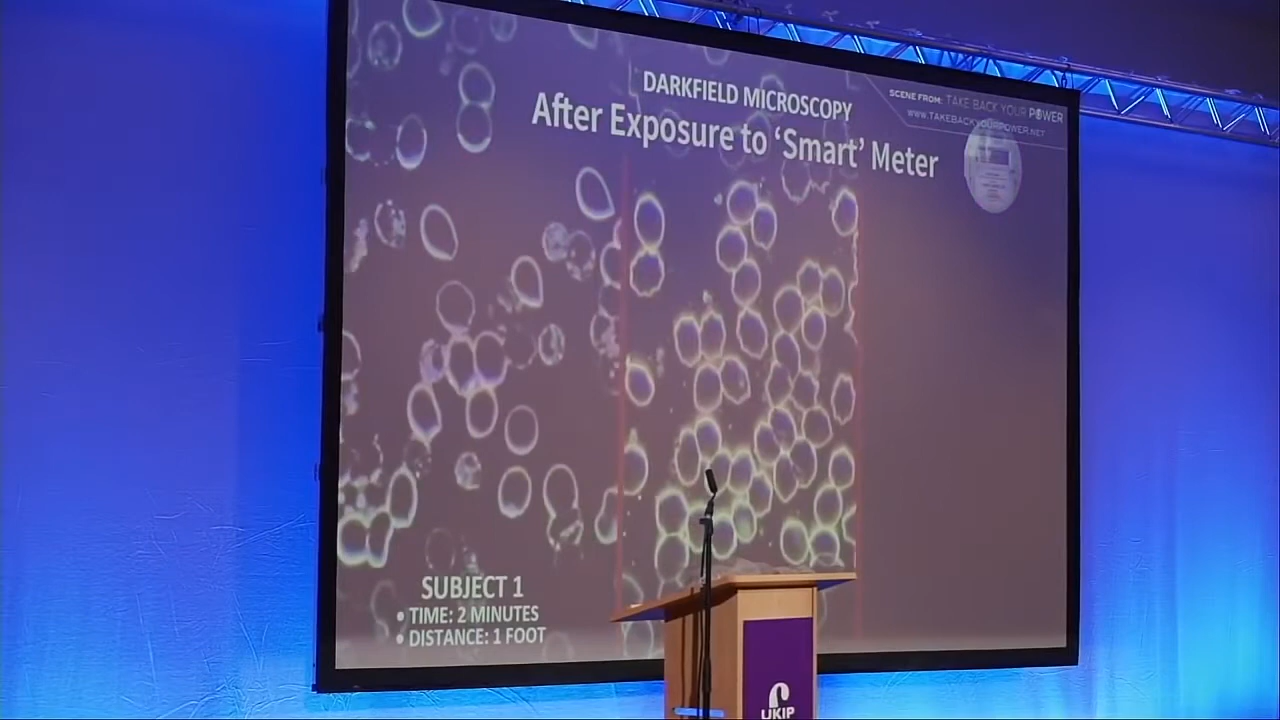 DARKFIELD MICROSCOPY
After Exposure to ‘Smart’ Meter
SCENE FROM: TAKE BACK YOUR POWER
WWW.TAKEBACKYOURPOWER.NET
SUBJECT 1
• TIME: 2 MINUTES
• DISTANCE: 1 FOOT
UKIP